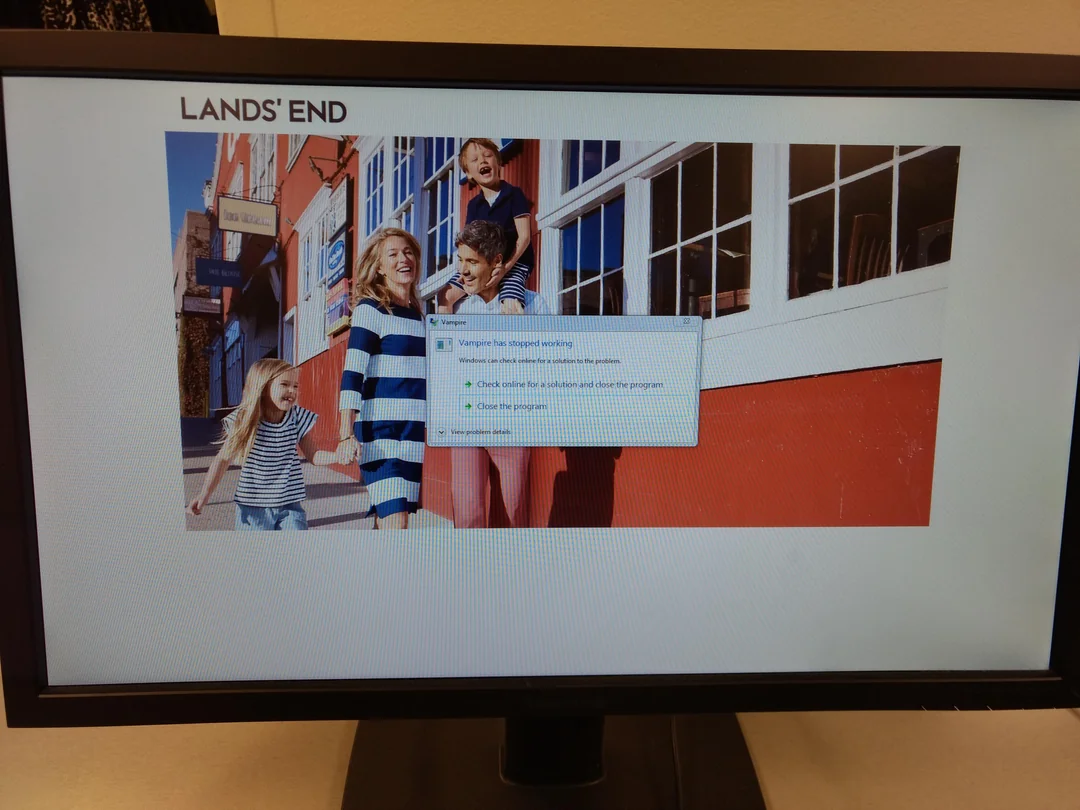 LANDS' END
Vampire
Vampire has stopped working
Windows can check online for a solution to the problem.
Check online for a solution and close the program
Close the program
View problem details